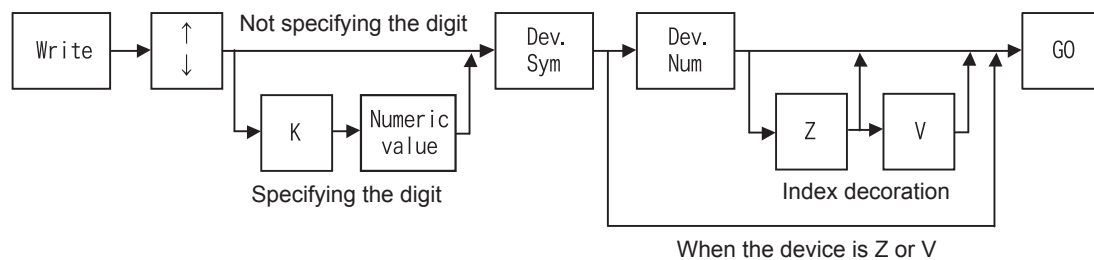 Not specifying the digit
Write
↑
↓
Dev.
Sym
Dev.
Num
GO
K
Numeric
value
Z
V
Specifying the digit
Index decoration
When the device is Z or V